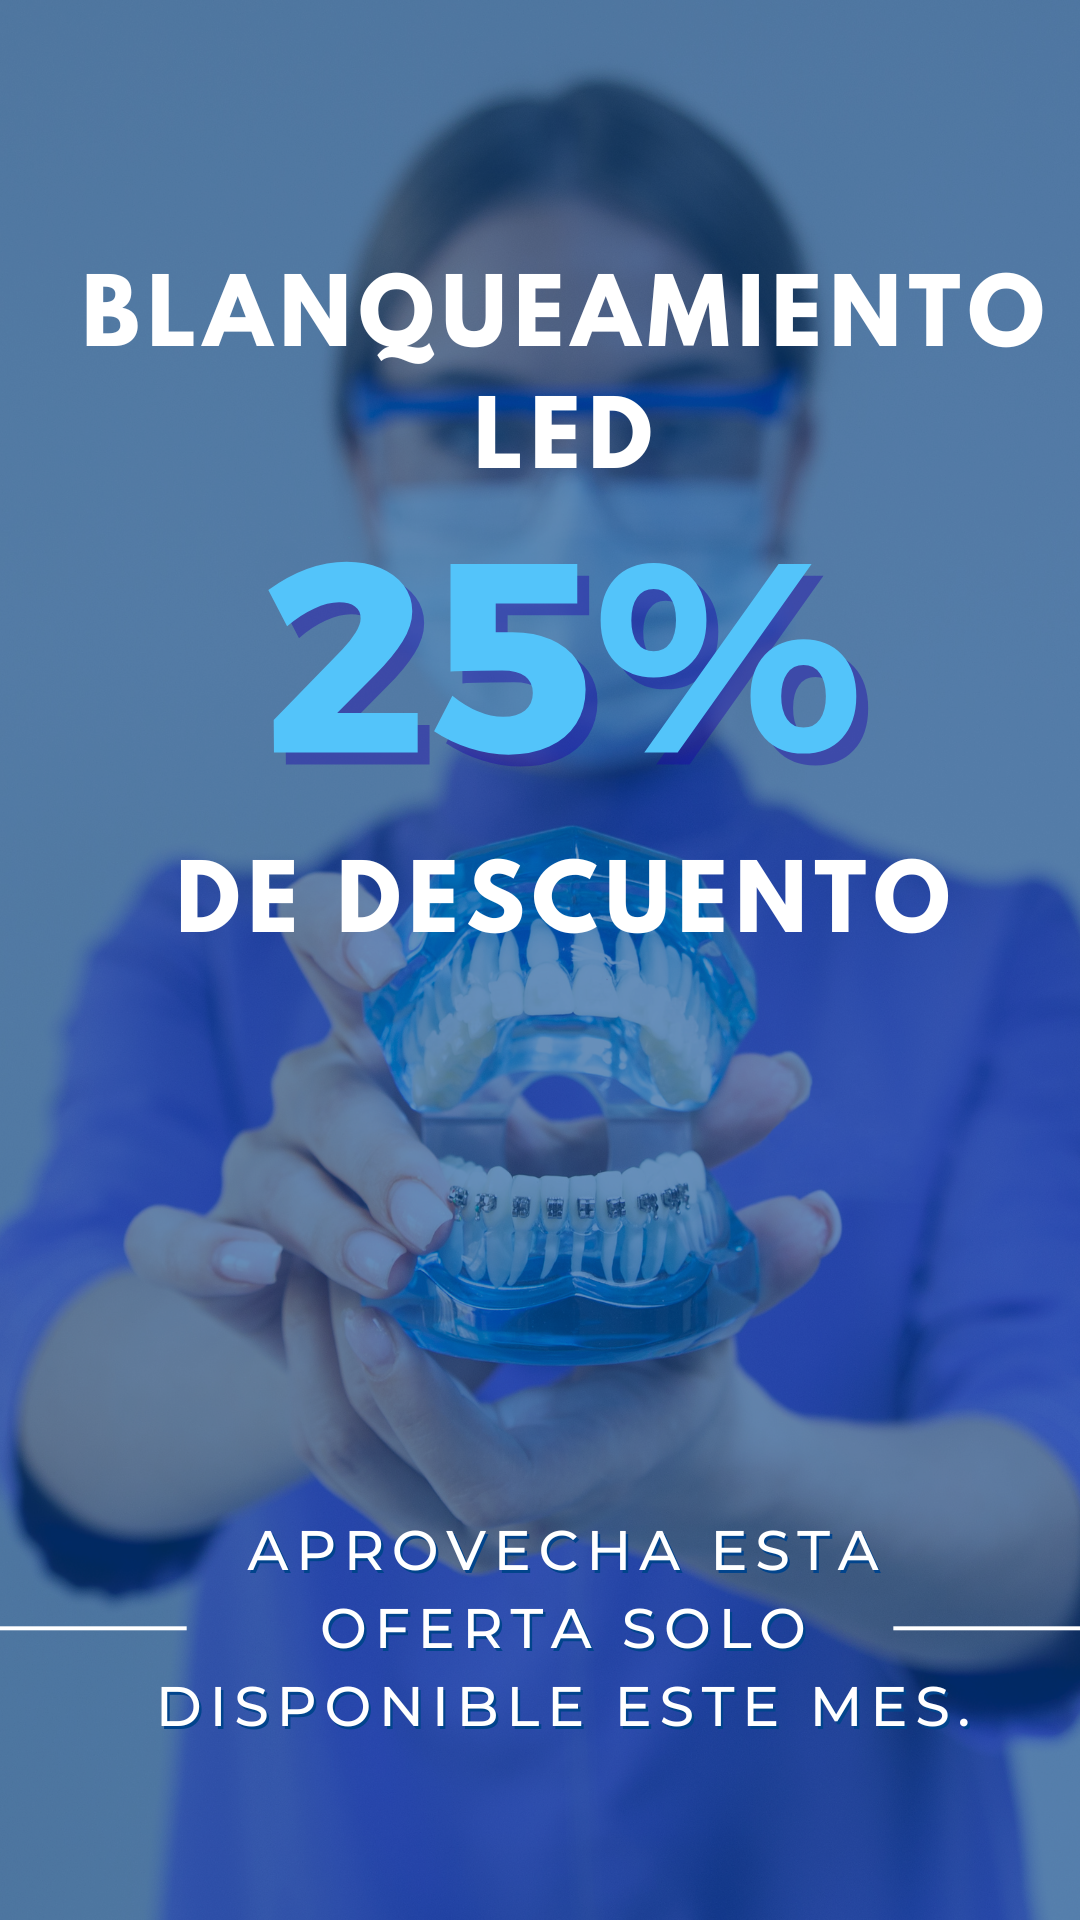 BLANQUEAMIENTO
LED
25%
DE DESCUENTO
APROVECHA ESTA
OFERTA SOLO
DISPONIBLE ESTE MES.